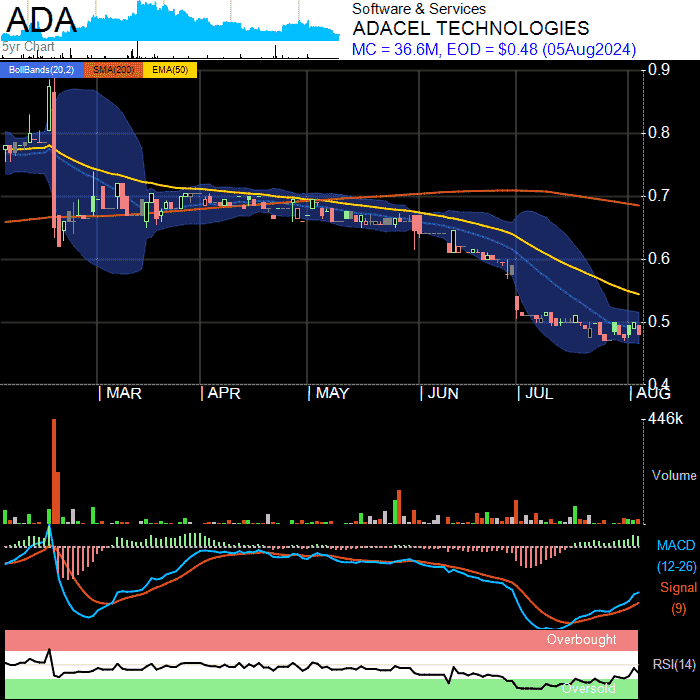 ADA
5yr Chart
Software & Services
ADACEL TECHNOLOGIES
MC = 36.6M, EOD = $0.48 (05Aug2024)
BollBands(20,2) SMA(200) EMA(50)
0.9
0.8
0.7
0.6
0.5
0.4
MAR APR MAY JUN JUL AUG
446k
Volume
MACD
(12-26)
Signal
(9)
Overbought
RSI(14)
Oversold